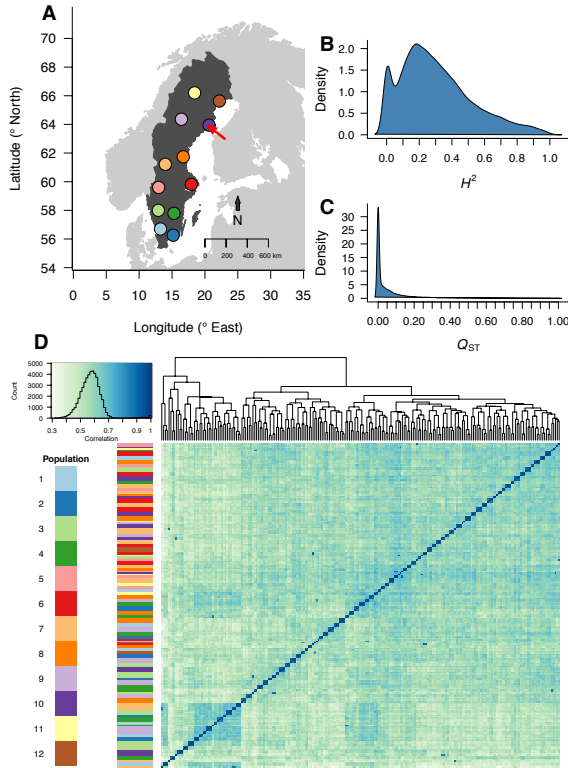 A
70
68
66
64
62
60
58
56
54
Latitude (° North)
N
0 200 400 600 km
0 5 10 15 20 25 30 35
Longitude (° East)
B
2.0
1.5
1.0
0.5
0.0
Density
0 0.2 0.4 0.6 0.8 1.0
H²
C
30
25
20
15
10
5
0
Density
0.00 0.20 0.40 0.60 0.80 1.00
QST
D
5000
4000
3000
2000
1000
0
Count
0.3 0.5 0.6 0.7 0.9 1
Correlation
Population
1
2
3
4
5
6
7
8
9
10
11
12